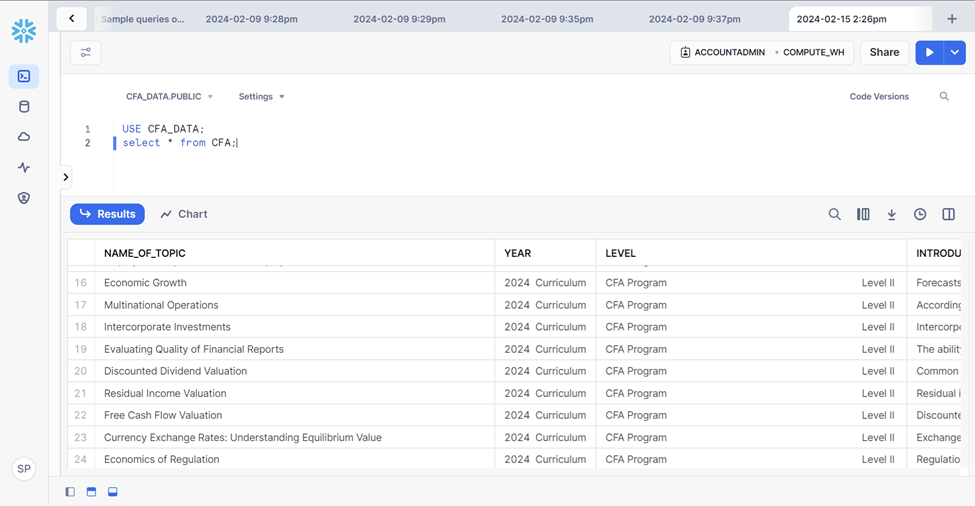 Sample queries o...
2024-02-09 9:28pm
2024-02-09 9:29pm
2024-02-09 9:35pm
2024-02-09 9:37pm
2024-02-15 2:26pm
ACCOUNTADMIN
COMPUTE_WH
Share
CFA_DATA.PUBLIC
Settings
Code Versions
1 USE CFA_DATA;
2 select * from CFA;
Results
Chart
NAME_OF_TOPIC YEAR LEVEL INTRODU
16 Economic Growth 2024 Curriculum CFA Program Level II Forecasts
17 Multinational Operations 2024 Curriculum CFA Program Level II According
18 Intercorporate Investments 2024 Curriculum CFA Program Level II Intercorpo
19 Evaluating Quality of Financial Reports 2024 Curriculum CFA Program Level II The abilit
20 Discounted Dividend Valuation 2024 Curriculum CFA Program Level II Common
21 Residual Income Valuation 2024 Curriculum CFA Program Level II Residual i
22 Free Cash Flow Valuation 2024 Curriculum CFA Program Level II Discounte
23 Currency Exchange Rates: Understanding Equilibrium Value 2024 Curriculum CFA Program Level II Exchange
24 Economics of Regulation 2024 Curriculum CFA Program Level II Regulatio
SP